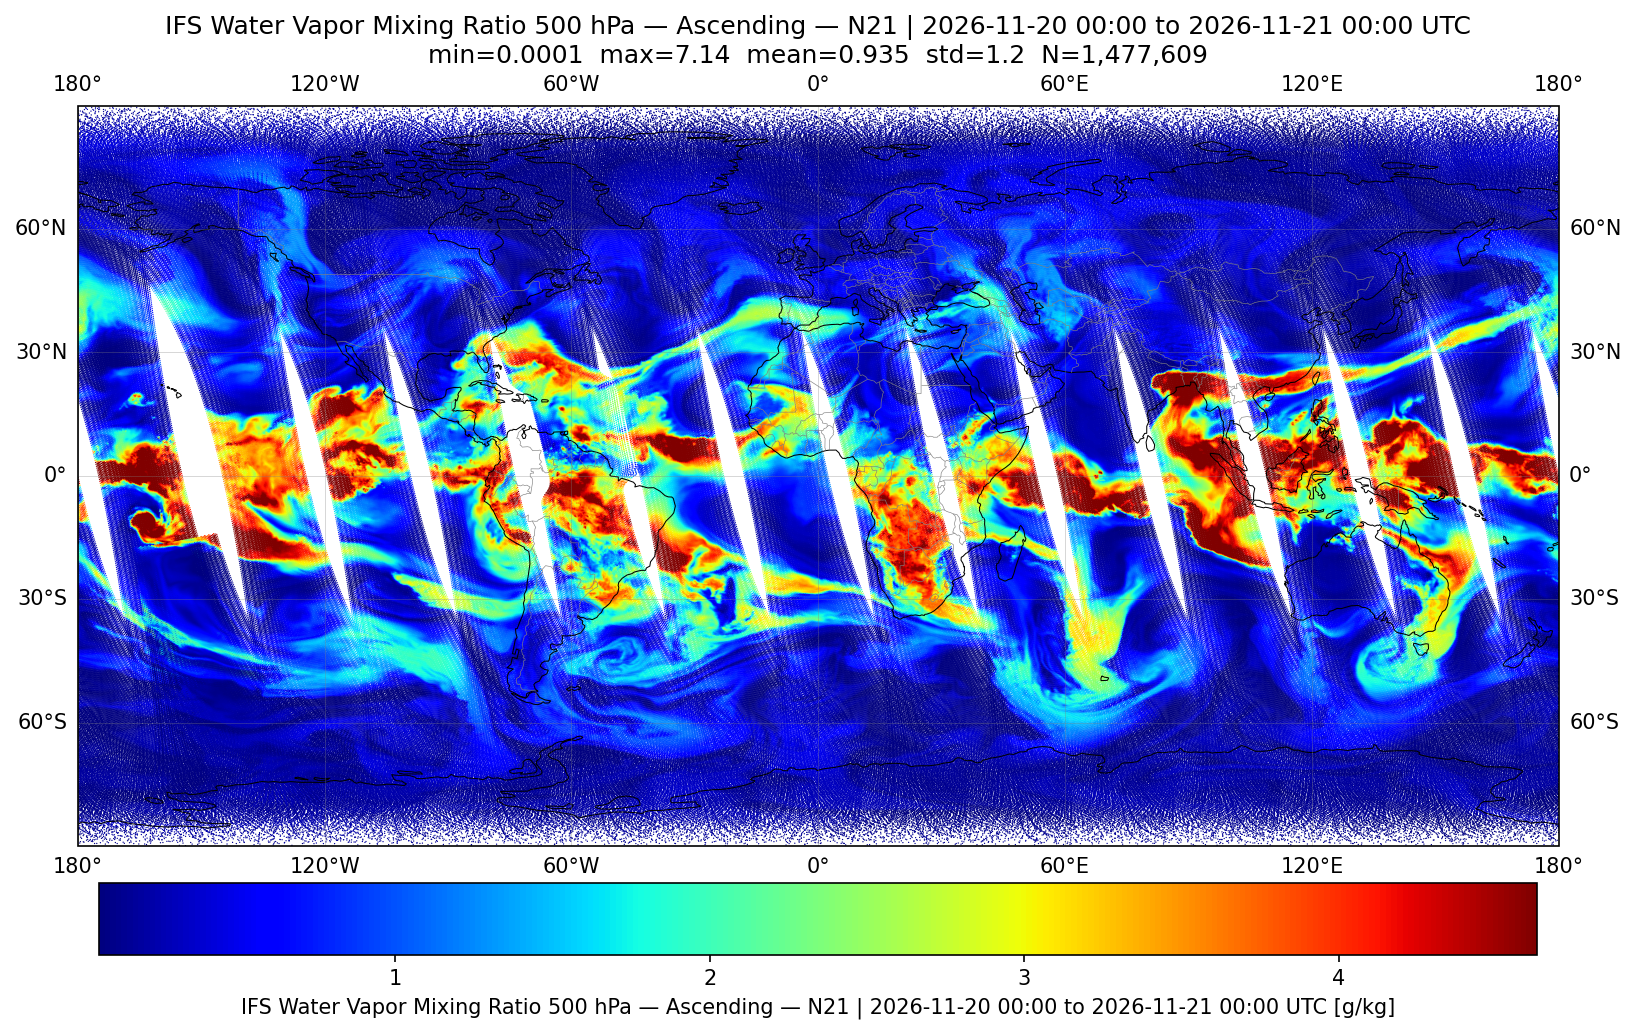 IFS Water Vapor Mixing Ratio 500 hPa — Ascending — N21 | 2026-11-20 00:00 to 2026-11-21 00:00 UTC
min=0.0001 max=7.14 mean=0.935 std=1.2 N=1,477,609
180° 120°W 60°W 0° 60°E 120°E 180°
60°N 60°N
30°N 30°N
0° 0°
30°S 30°S
60°S 60°S
180° 120°W 60°W 0° 60°E 120°E 180°
1 2 3 4
IFS Water Vapor Mixing Ratio 500 hPa — Ascending — N21 | 2026-11-20 00:00 to 2026-11-21 00:00 UTC [g/kg]